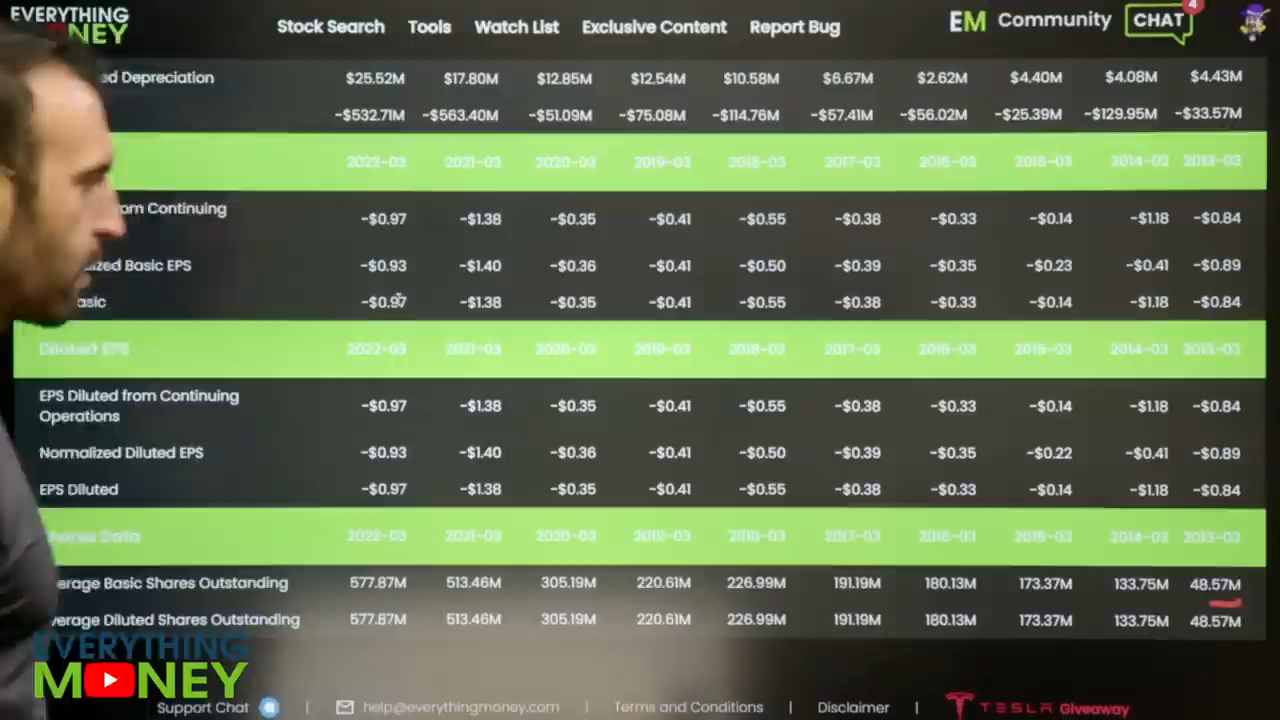 EVERYTHING
NEY
Stock Search Tools Watch List Exclusive Content Report Bug
EM Community CHAT 4
ed Depreciation $25.52M $17.80M $12.85M $12.54M $10.58M $6.67M $2.62M $4.40M $4.08M $4.43M
-$532.71M -$563.40M -$51.09M -$75.08M -$114.76M -$57.41M -$56.02M -$25.39M -$129.95M -$33.57M
2022-03 2021-03 2020-03 2019-03 2018-03 2017-03 2016-03 2015-03 2014-03 2013-03
om Continuing
-$0.97 -$1.38 -$0.35 -$0.41 -$0.55 -$0.38 -$0.33 -$0.14 -$1.18 -$0.84
ized Basic EPS -$0.93 -$1.40 -$0.36 -$0.41 -$0.50 -$0.39 -$0.35 -$0.23 -$0.41 -$0.89
asic -$0.97 -$1.38 -$0.35 -$0.41 -$0.55 -$0.38 -$0.33 -$0.14 -$1.18 -$0.84
Diluted EPS 2022-03 2021-03 2020-03 2019-03 2018-03 2017-03 2016-03 2015-03 2014-03 2013-03
EPS Diluted from Continuing
Operations -$0.97 -$1.38 -$0.35 -$0.41 -$0.55 -$0.38 -$0.33 -$0.14 -$1.18 -$0.84
Normalized Diluted EPS -$0.93 -$1.40 -$0.36 -$0.41 -$0.50 -$0.39 -$0.35 -$0.22 -$0.41 -$0.89
EPS Diluted -$0.97 -$1.38 -$0.35 -$0.41 -$0.55 -$0.38 -$0.33 -$0.14 -$1.18 -$0.84
Shares Data 2022-03 2021-03 2020-03 2019-03 2018-03 2017-03 2016-03 2015-03 2014-03 2013-03
erage Basic Shares Outstanding 577.87M 513.46M 305.19M 220.61M 226.99M 191.19M 180.13M 173.37M 133.75M 48.57M
verage Diluted Shares Outstanding 577.87M 513.46M 305.19M 220.61M 226.99M 191.19M 180.13M 173.37M 133.75M 48.57M
EVERYTHING
MONEY
Support Chat | help@everythingmoney.com | Terms and Conditions | Disclaimer | TESLA Giveaway